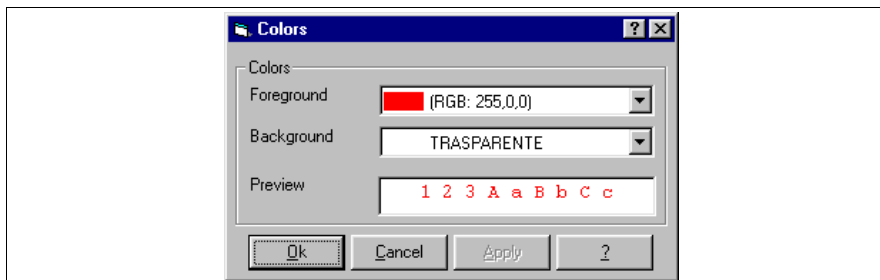 Colors
Colors
Foreground (RGB: 255,0,0)
Background TRASPARENTE
Preview 1 2 3 A a B b C c
Ok Cancel Apply ?